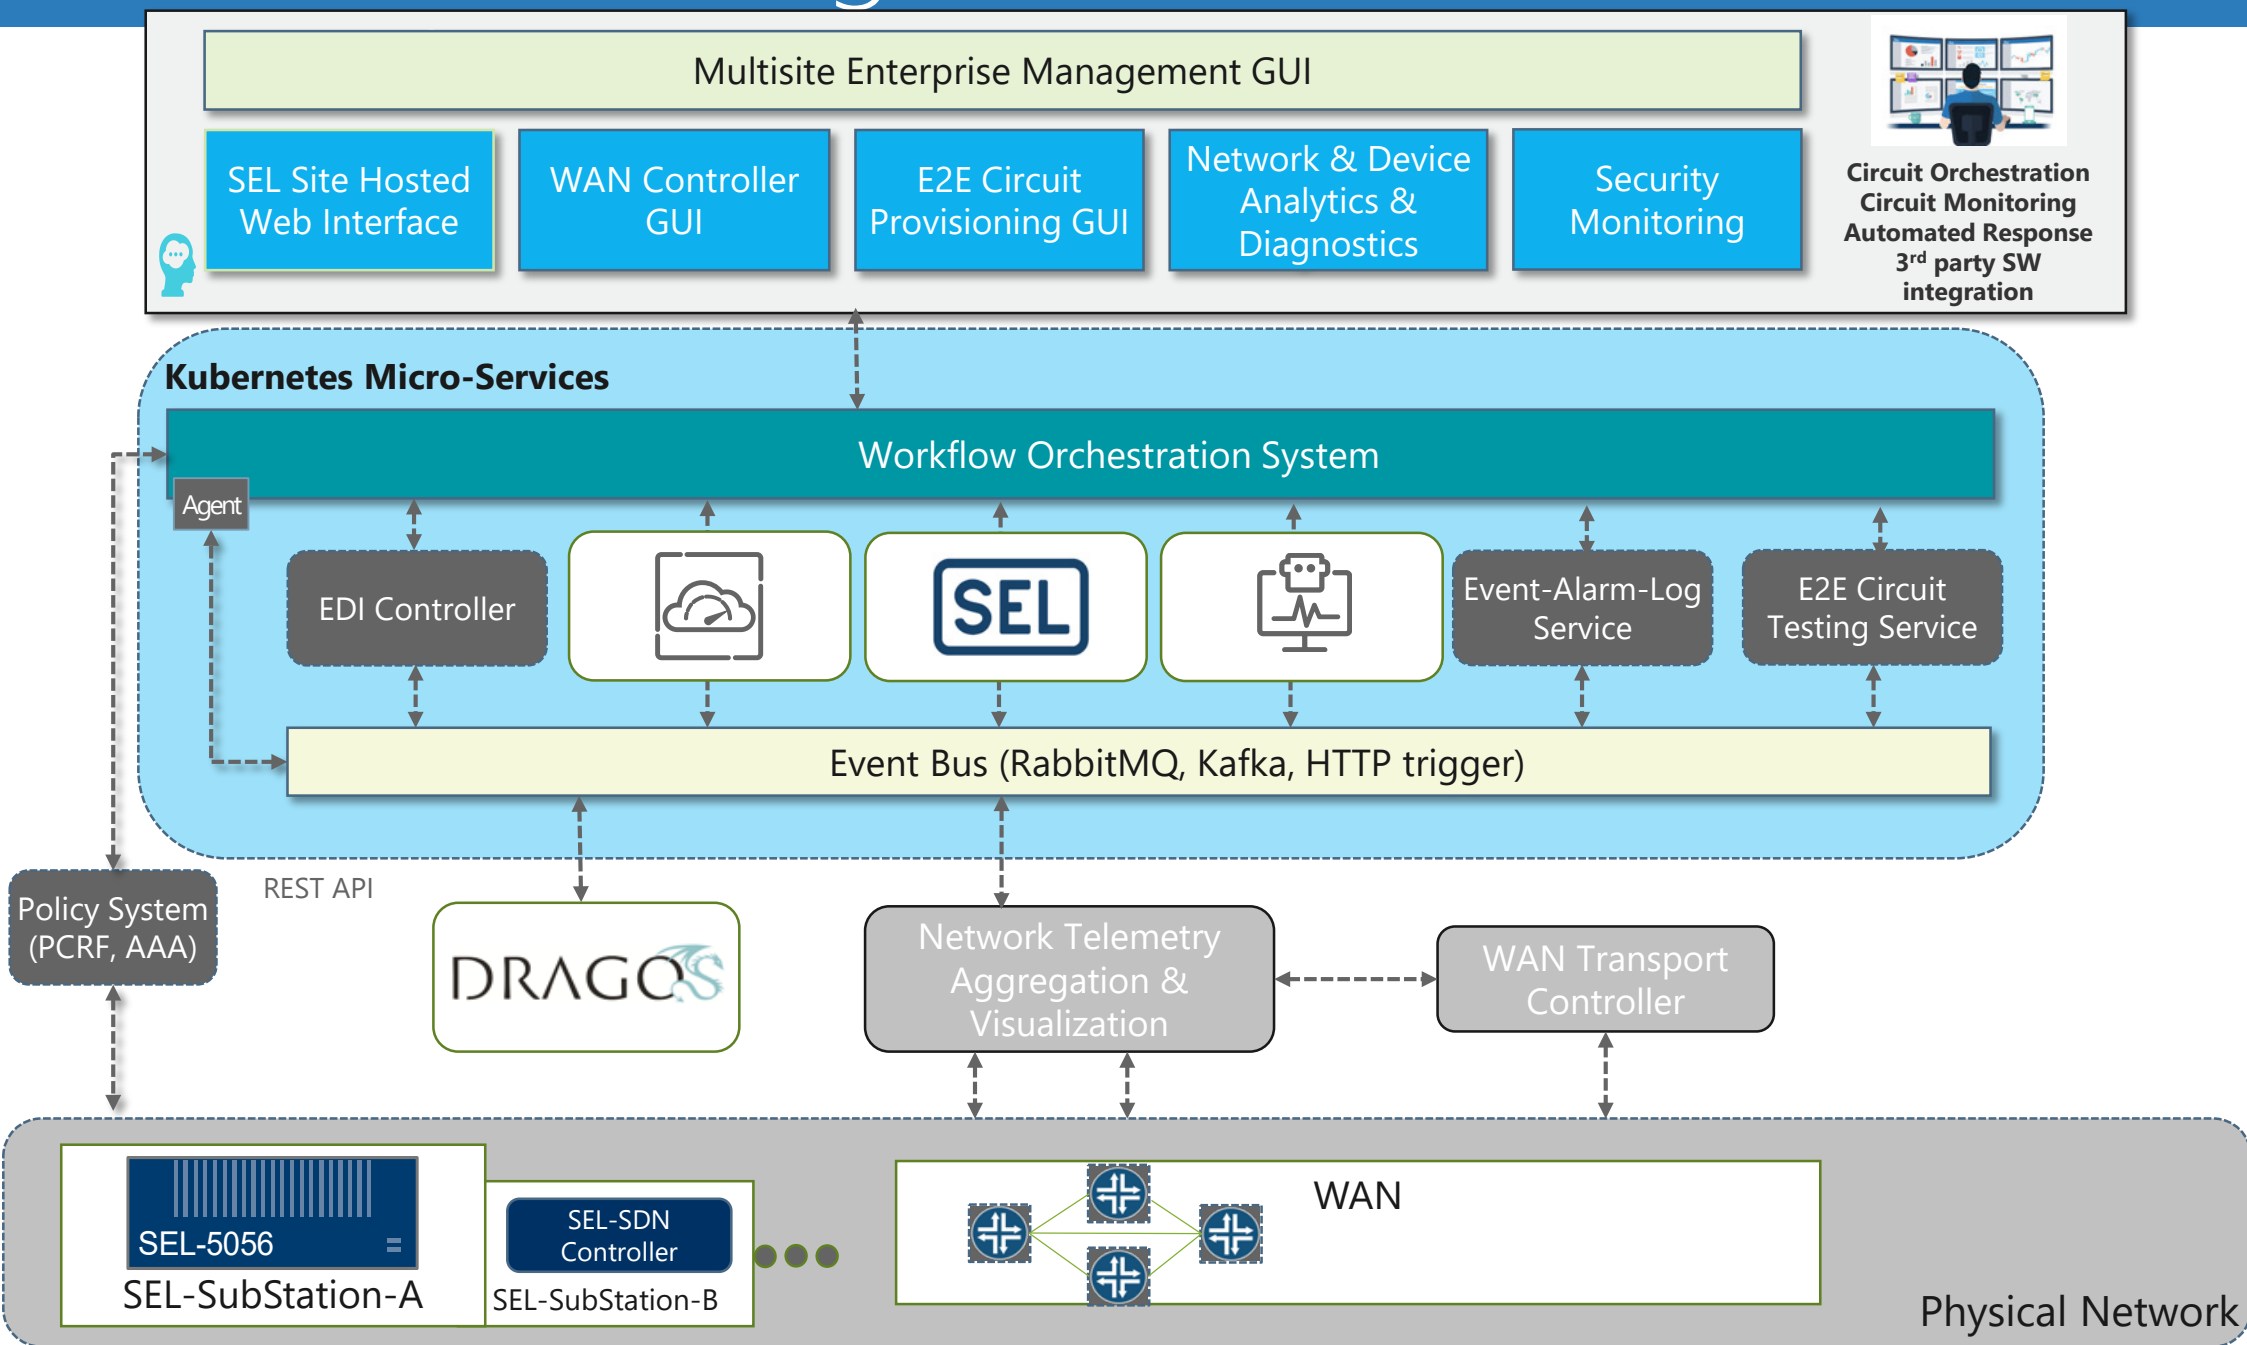 Multisite Enterprise Management GUI
SEL Site Hosted
Web Interface
WAN Controller
GUI
E2E Circuit
Provisioning GUI
Network & Device
Analytics &
Diagnostics
Security
Monitoring
Circuit Orchestration
Circuit Monitoring
Automated Response
3rd party SW
integration
Kubernetes Micro-Services
Workflow Orchestration System
Agent
EDI Controller
SEL
Event-Alarm-Log
Service
E2E Circuit
Testing Service
Event Bus (RabbitMQ, Kafka, HTTP trigger)
REST API
Policy System
(PCRF, AAA)
DRAGOS
Network Telemetry
Aggregation &
Visualization
WAN Transport
Controller
SEL-5056
SEL-SubStation-A
SEL-SDN
Controller
SEL-SubStation-B
WAN
Physical Network